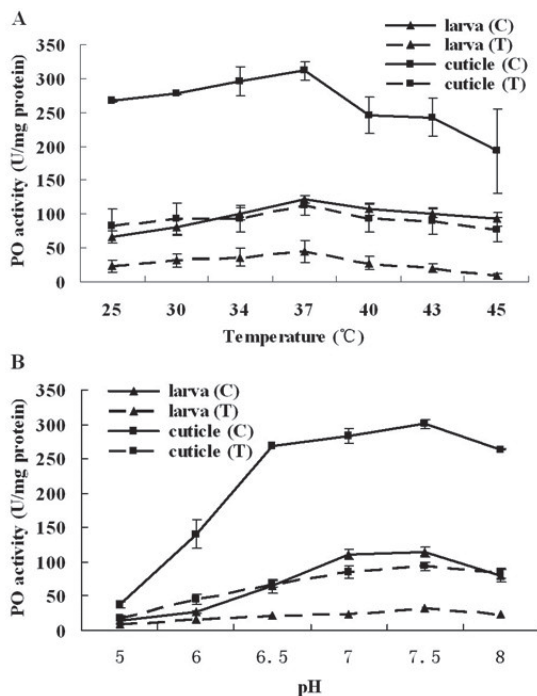 A
larva (C)
larva (T)
cuticle (C)
cuticle (T)
PO activity (U/mg protein)
350
300
250
200
150
100
50
0
25 30 34 37 40 43 45
Temperature (℃)
B
larva (C)
larva (T)
cuticle (C)
cuticle (T)
PO activity (U/mg protein)
350
300
250
200
150
100
50
0
5 6 6.5 7 7.5 8
pH